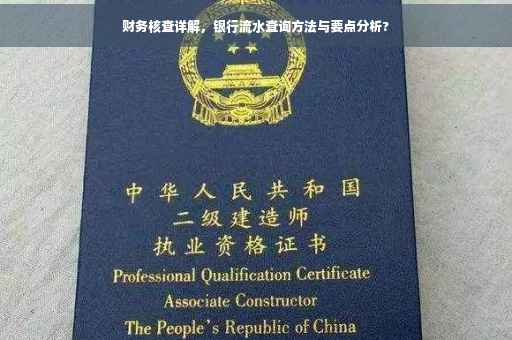 财务核查详解，银行流水查询方法与要点分析？
中华人民共和国
二级建造师
执业资格证书
Professional Qualification Certificate
Associate Constructor
The People's Republic of China